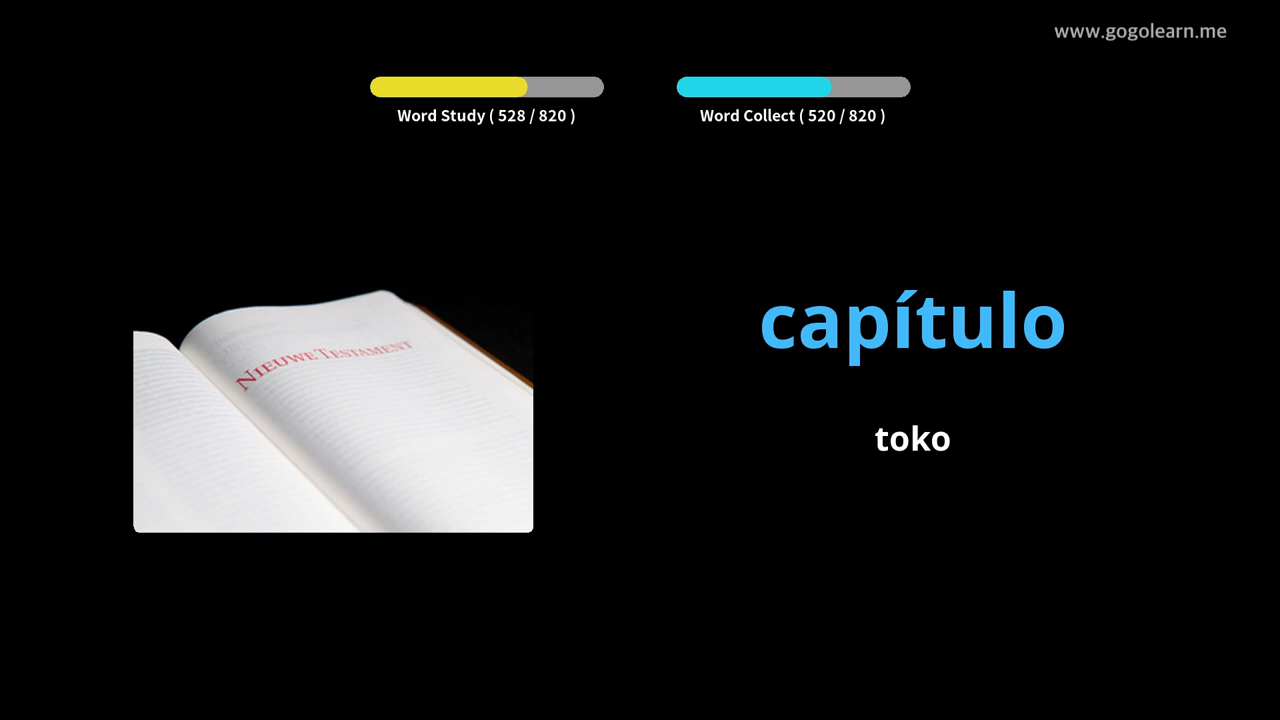 www.gogolearn.me
Word Study ( 528 / 820 )
Word Collect ( 520 / 820 )
NIEUWE TESTAMENT
capítulo
toko